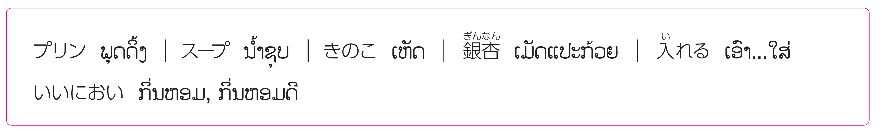 プリン ພຸດດິ້ງ | スープ ນ້ຳຊຸບ | きのこ ເຫັດ | 銀杏 ເມັດແປະກ້ວຍ | 入れる ເອົາ...ໃສ່
いいにおい ກິ່ນຫອມ, ກິ່ນຫອມດີ